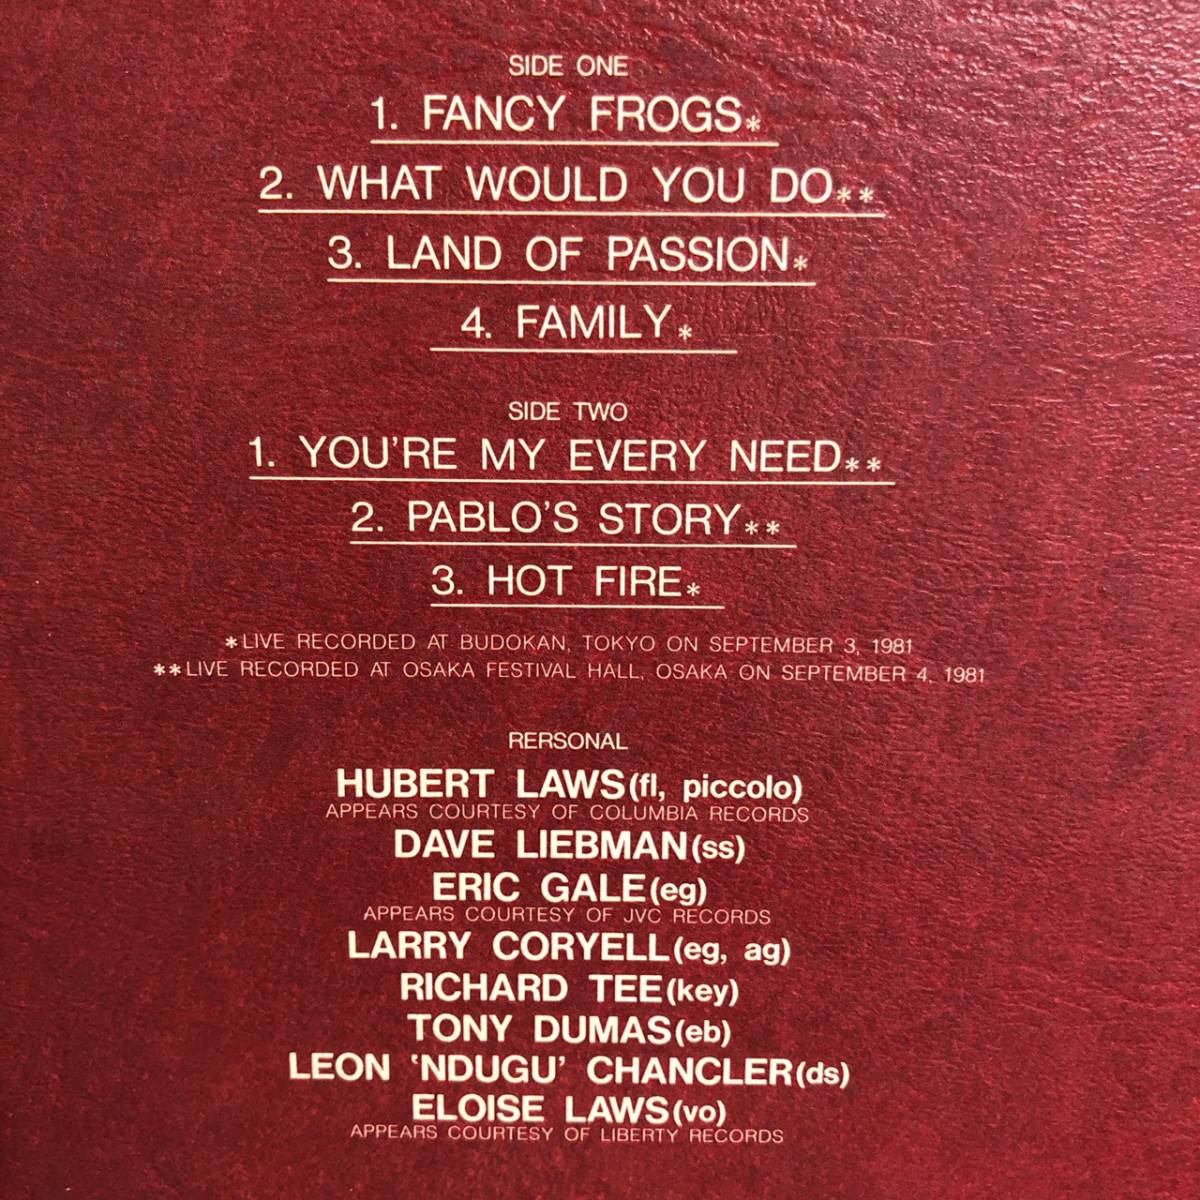 SIDE ONE
1. FANCY FROGS*
2. WHAT WOULD YOU DO**
3. LAND OF PASSION*
4. FAMILY*
SIDE TWO
1. YOU'RE MY EVERY NEED**
2. PABLO'S STORY**
3. HOT FIRE*
*LIVE RECORDED AT BUDOKAN, TOKYO ON SEPTEMBER 3, 1981
**LIVE RECORDED AT OSAKA FESTIVAL HALL, OSAKA ON SEPTEMBER 4, 1981
RERSONAL
HUBERT LAWS(fl, piccolo)
APPEARS COURTESY OF COLUMBIA RECORDS
DAVE LIEBMAN(ss)
ERIC GALE(eg)
APPEARS COURTESY OF JVC RECORDS
LARRY CORYELL(eg, ag)
RICHARD TEE(key)
TONY DUMAS(eb)
LEON 'NDUGU' CHANCLER(ds)
ELOISE LAWS(vo)
APPEARS COURTESY OF LIBERTY RECORDS